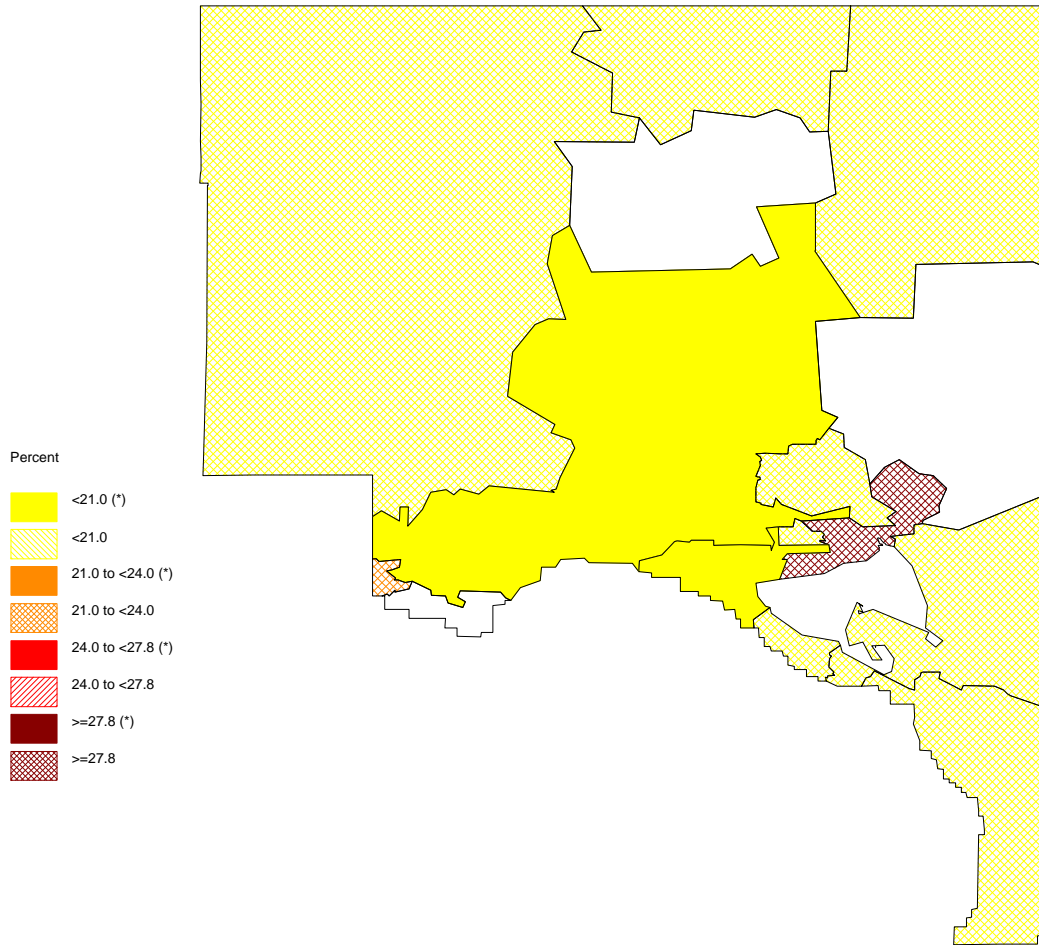 Percent
<21.0 (*)
<21.0
21.0 to <24.0 (*)
21.0 to <24.0
24.0 to <27.8 (*)
24.0 to <27.8
>=27.8 (*)
>=27.8